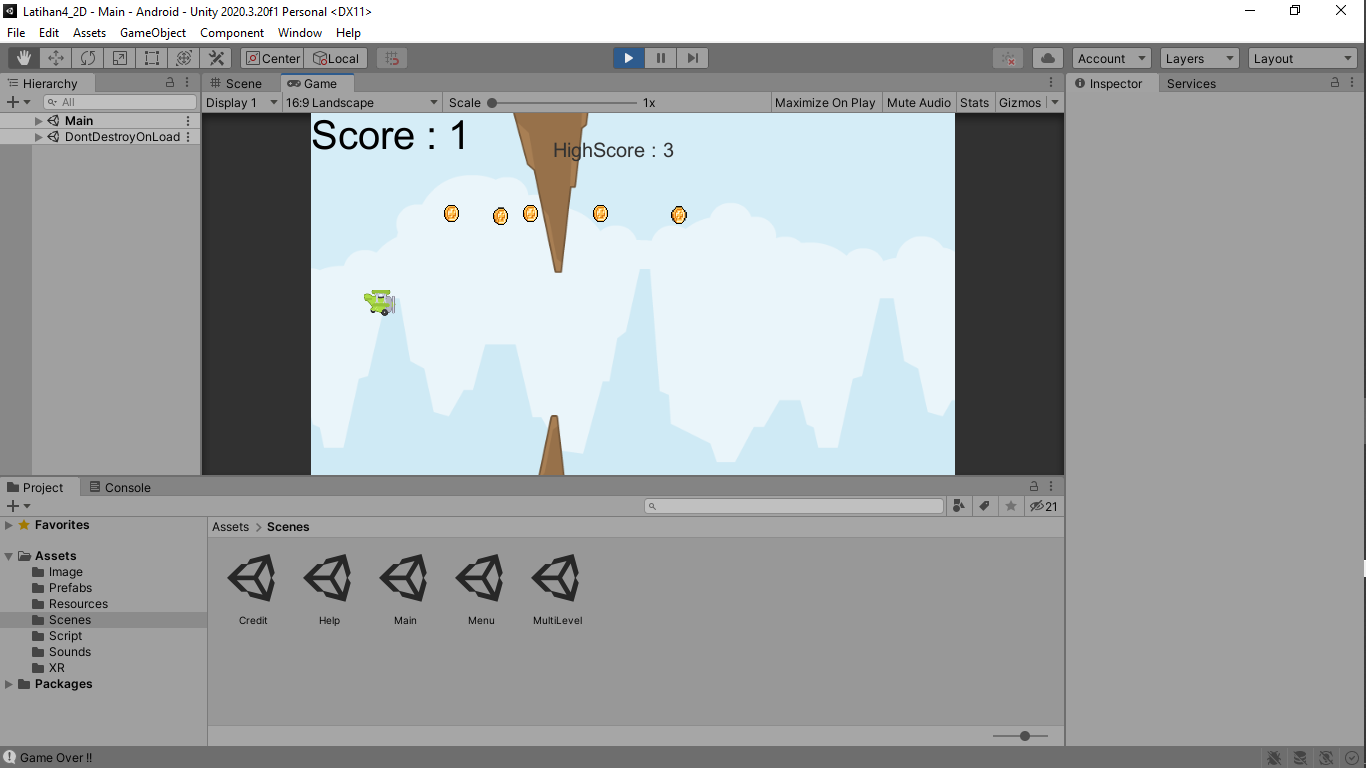 Latihan4_2D - Main - Android - Unity 2020.3.20f1 Personal <DX11>
File Edit Assets GameObject Component Window Help
Center Local Account Layers Layout
Hierarchy Scene Game Inspector Services
All Display 1 16:9 Landscape Scale 1x Maximize On Play Mute Audio Stats Gizmos
Main
DontDestroyOnLoad
Score : 1
HighScore : 3
Project Console
21
Favorites
Assets > Scenes
Assets
Image
Prefabs
Resources
Scenes
Script
Sounds
XR
Packages
Credit Help Main Menu MultiLevel
Game Over !!